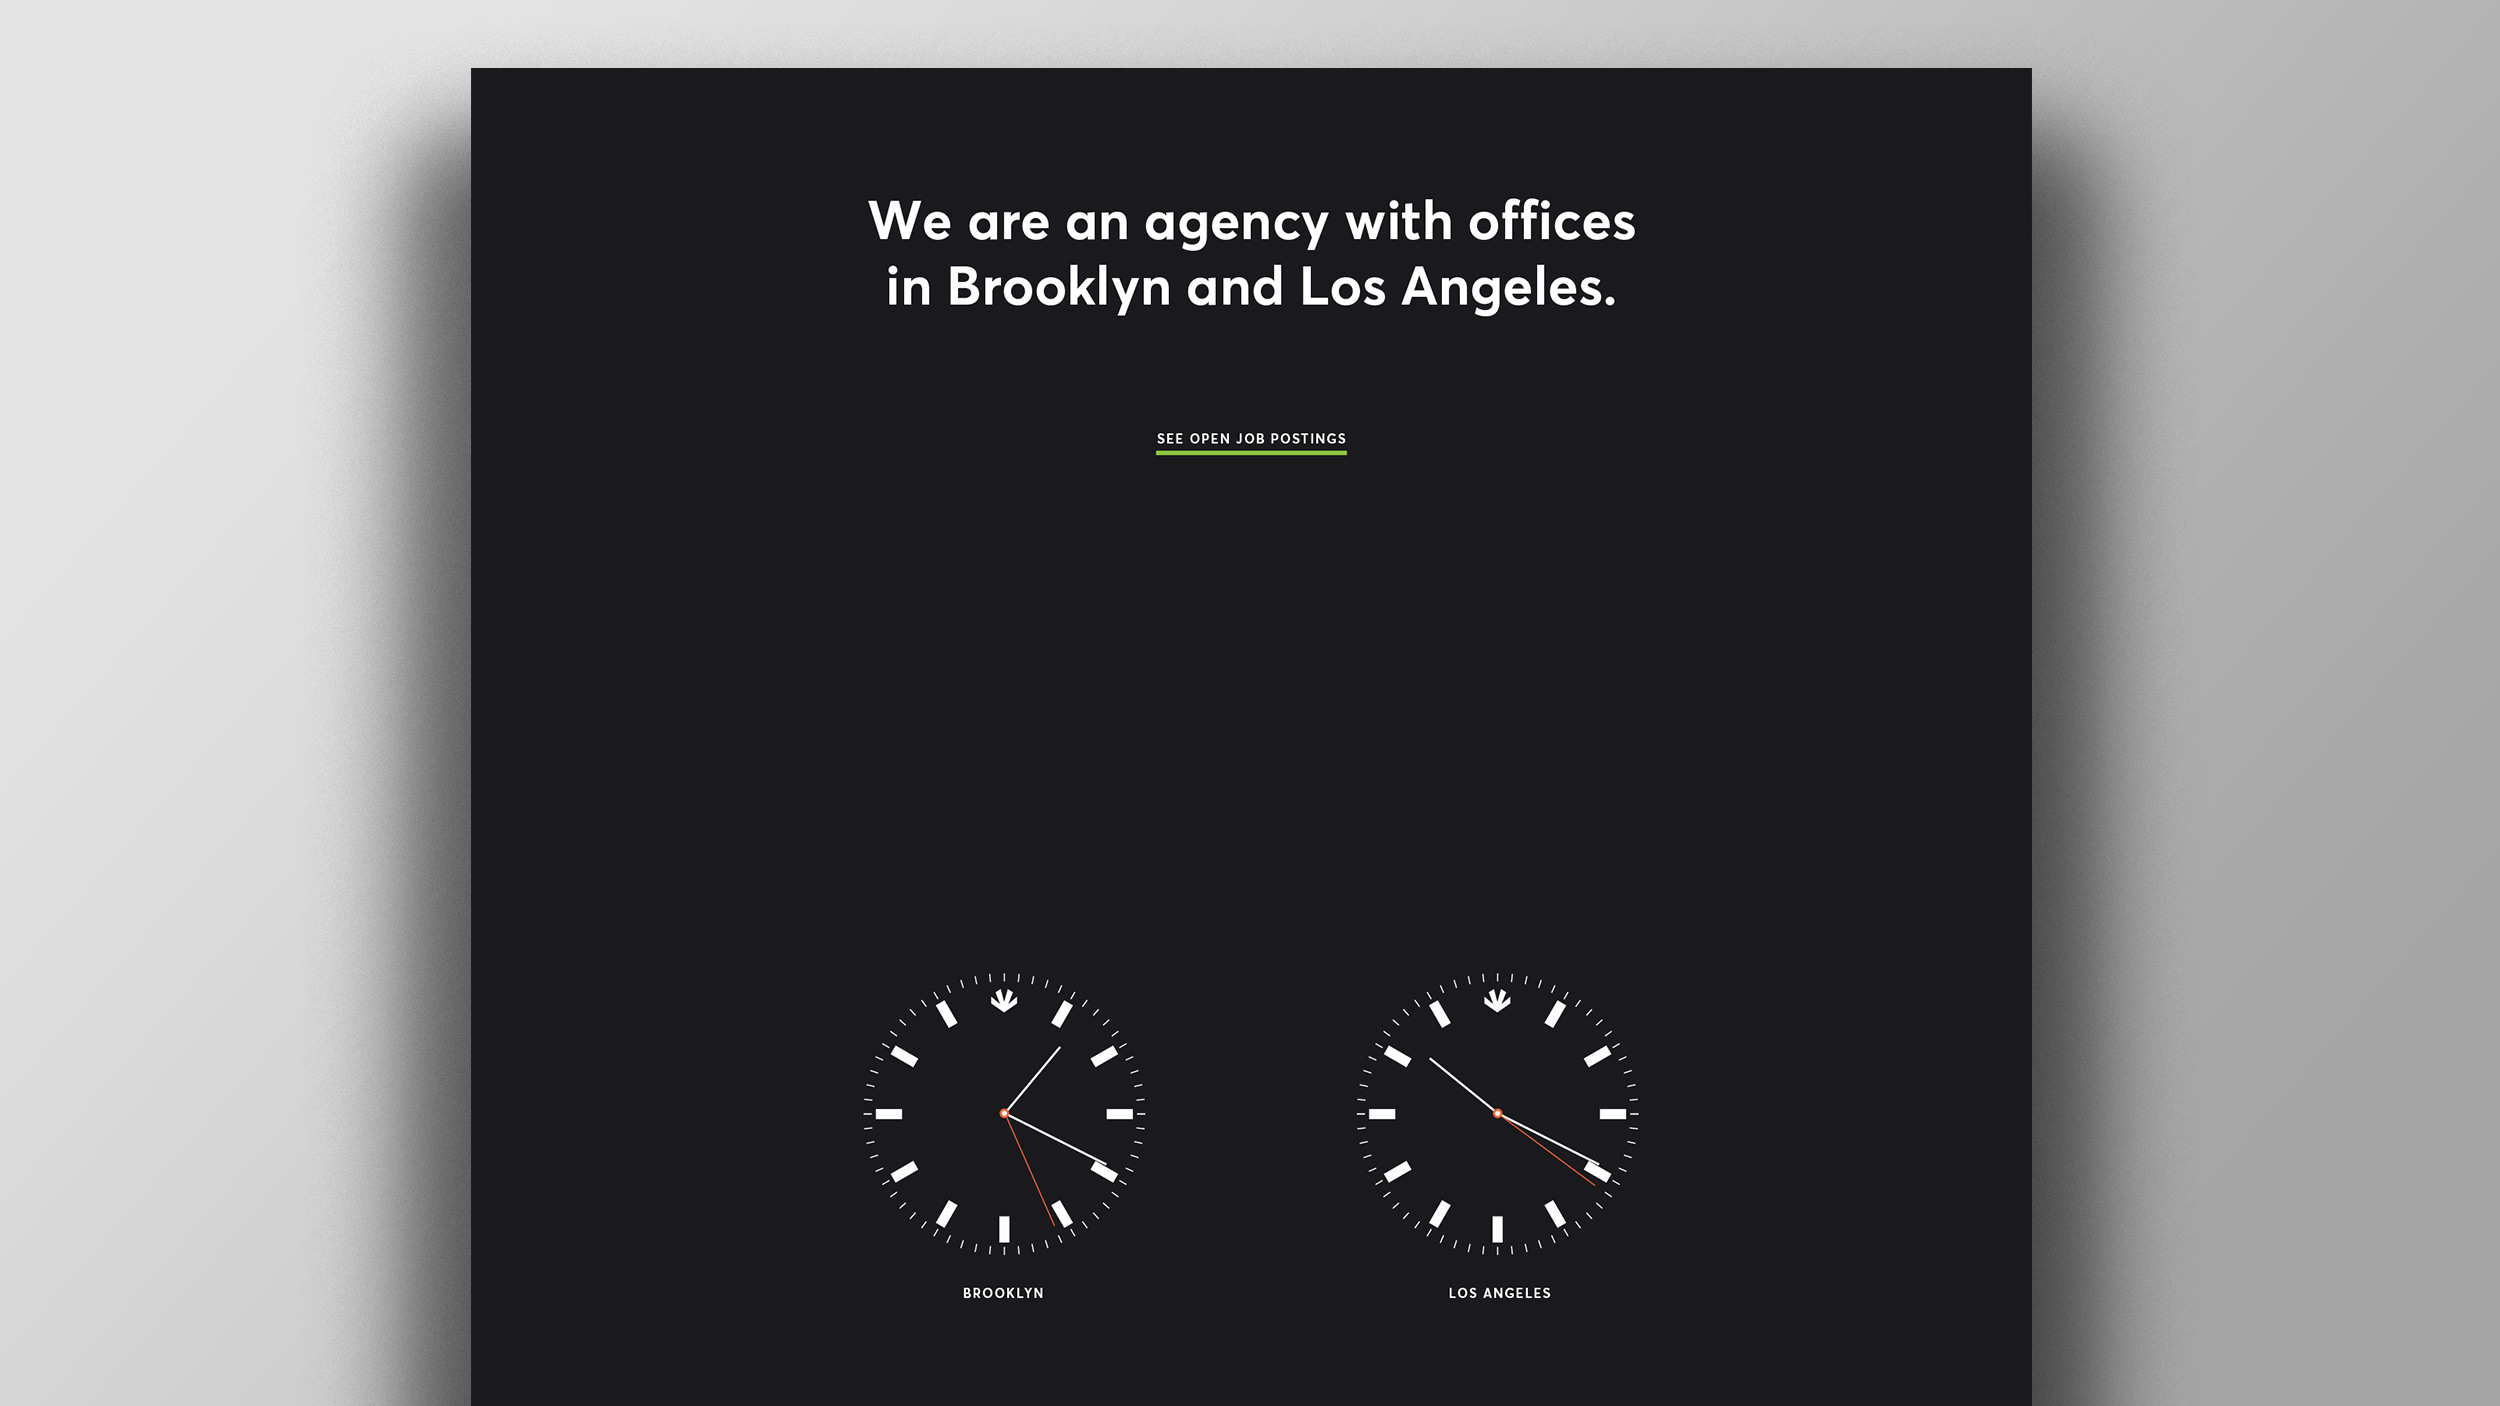 We are an agency with offices
in Brooklyn and Los Angeles.
SEE OPEN JOB POSTINGS
BROOKLYN
LOS ANGELES